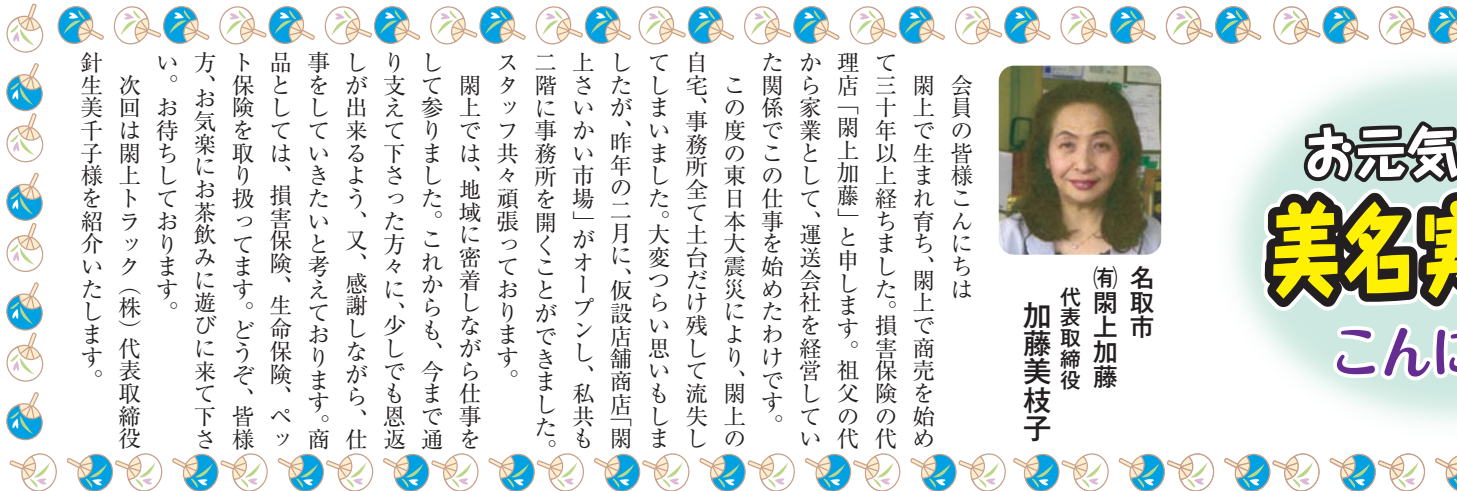 お元気
美名実
こんに
名取市
㈲閖上加藤
代表取締役
加藤美枝子
会員の皆様こんにちは
閖上で生まれ育ち、閖上で商売を始め
て三十年以上経ちました。損害保険の代
理店「閖上加藤」と申します。祖父の代
から家業として、運送会社を経営してい
た関係でこの仕事を始めたわけです。
この度の東日本大震災により、閖上の
自宅、事務所全て土台だけ残して流失し
てしまいました。大変つらい思いもしま
したが、昨年の二月に、仮設店舗商店「閖
上さいかい市場」がオープンし、私共も
二階に事務所を開くことができました。
スタッフ共々頑張っております。
閖上では、地域に密着しながら仕事を
して参りました。これからも、今まで通
り支えて下さった方々に、少しでも恩返
しが出来るよう、又、感謝しながら、仕
事をしていきたいと考えております。商
品としては、損害保険、生命保険、ペッ
ト保険を取り扱ってます。どうぞ、皆様
方、お気楽にお茶飲みに遊びに来て下さ
い。お待ちしております。
次回は閖上トラック（株）代表取締役
針生美千子様を紹介いたします。